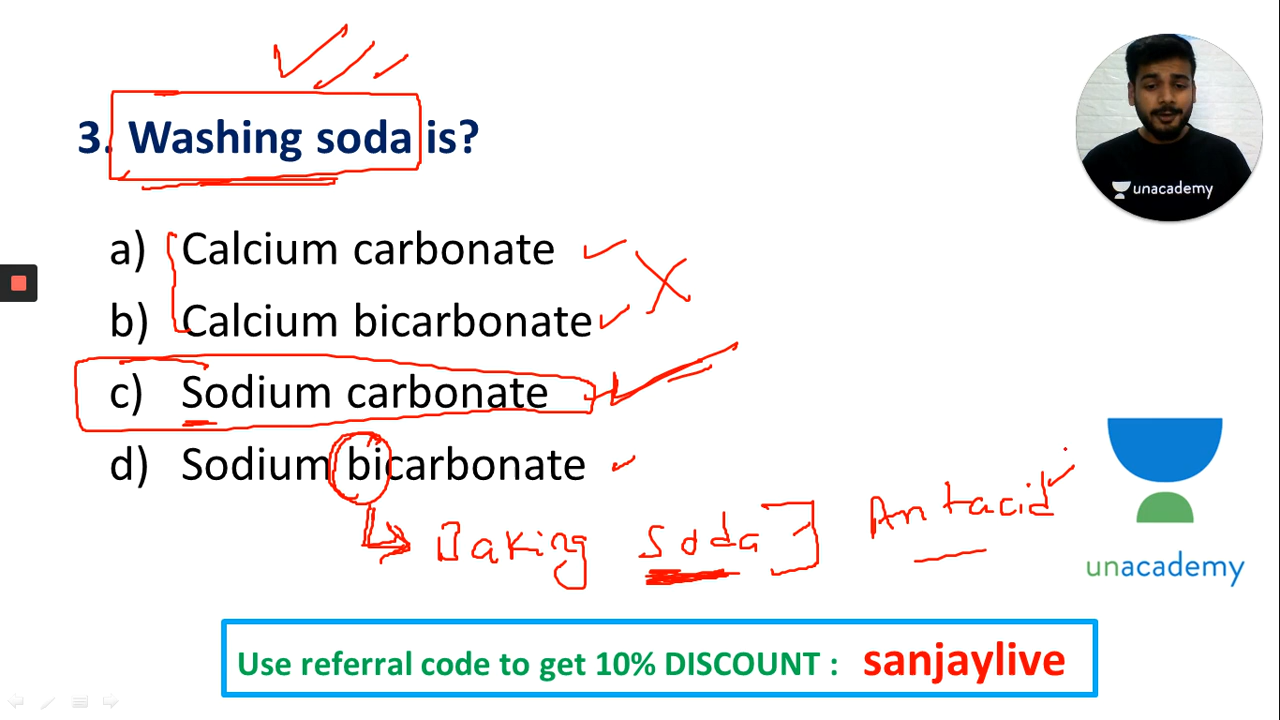 3. Washing soda is?
unacademy
a) Calcium carbonate
b) Calcium bicarbonate
c) Sodium carbonate
d) Sodium bicarbonate
Baking Soda
Antacid
unacademy
Use referral code to get 10% DISCOUNT : sanjaylive